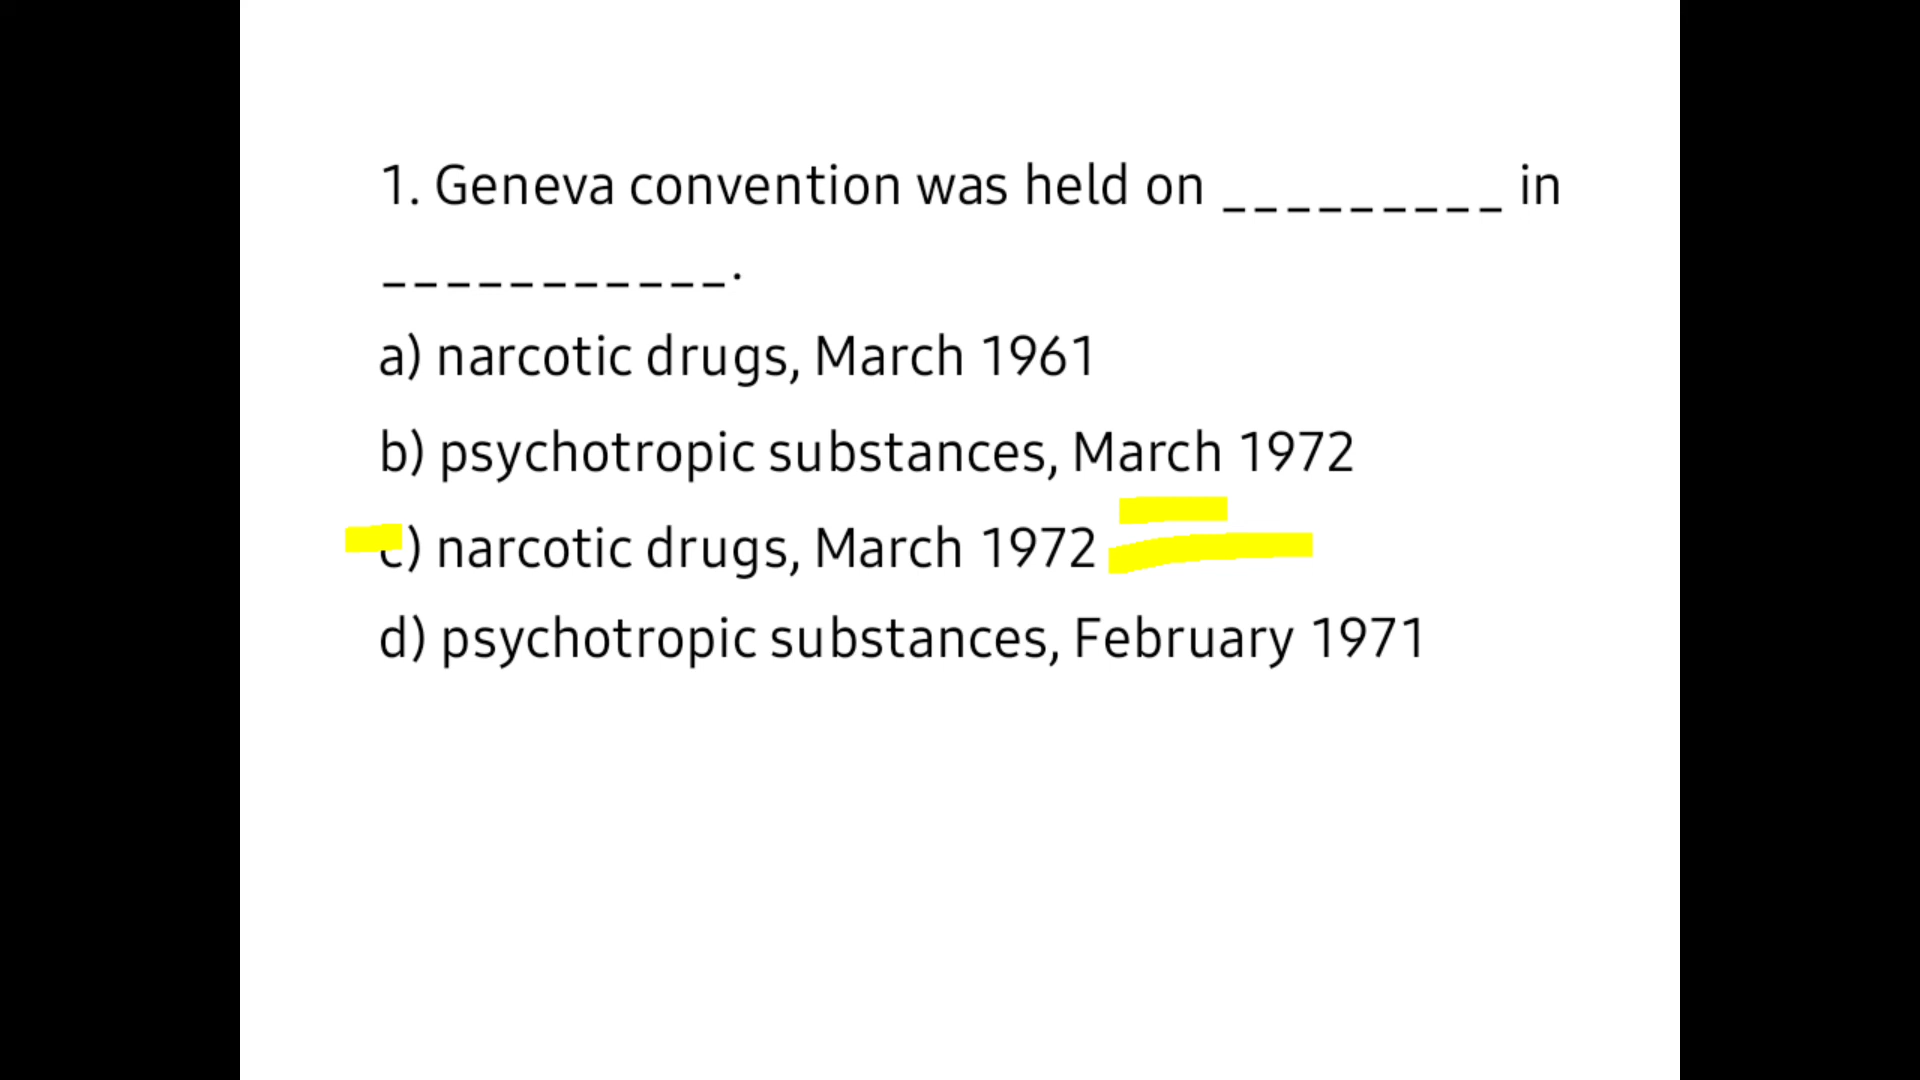 1. Geneva convention was held on _________ in
___________.
a) narcotic drugs, March 1961
b) psychotropic substances, March 1972
c) narcotic drugs, March 1972
d) psychotropic substances, February 1971